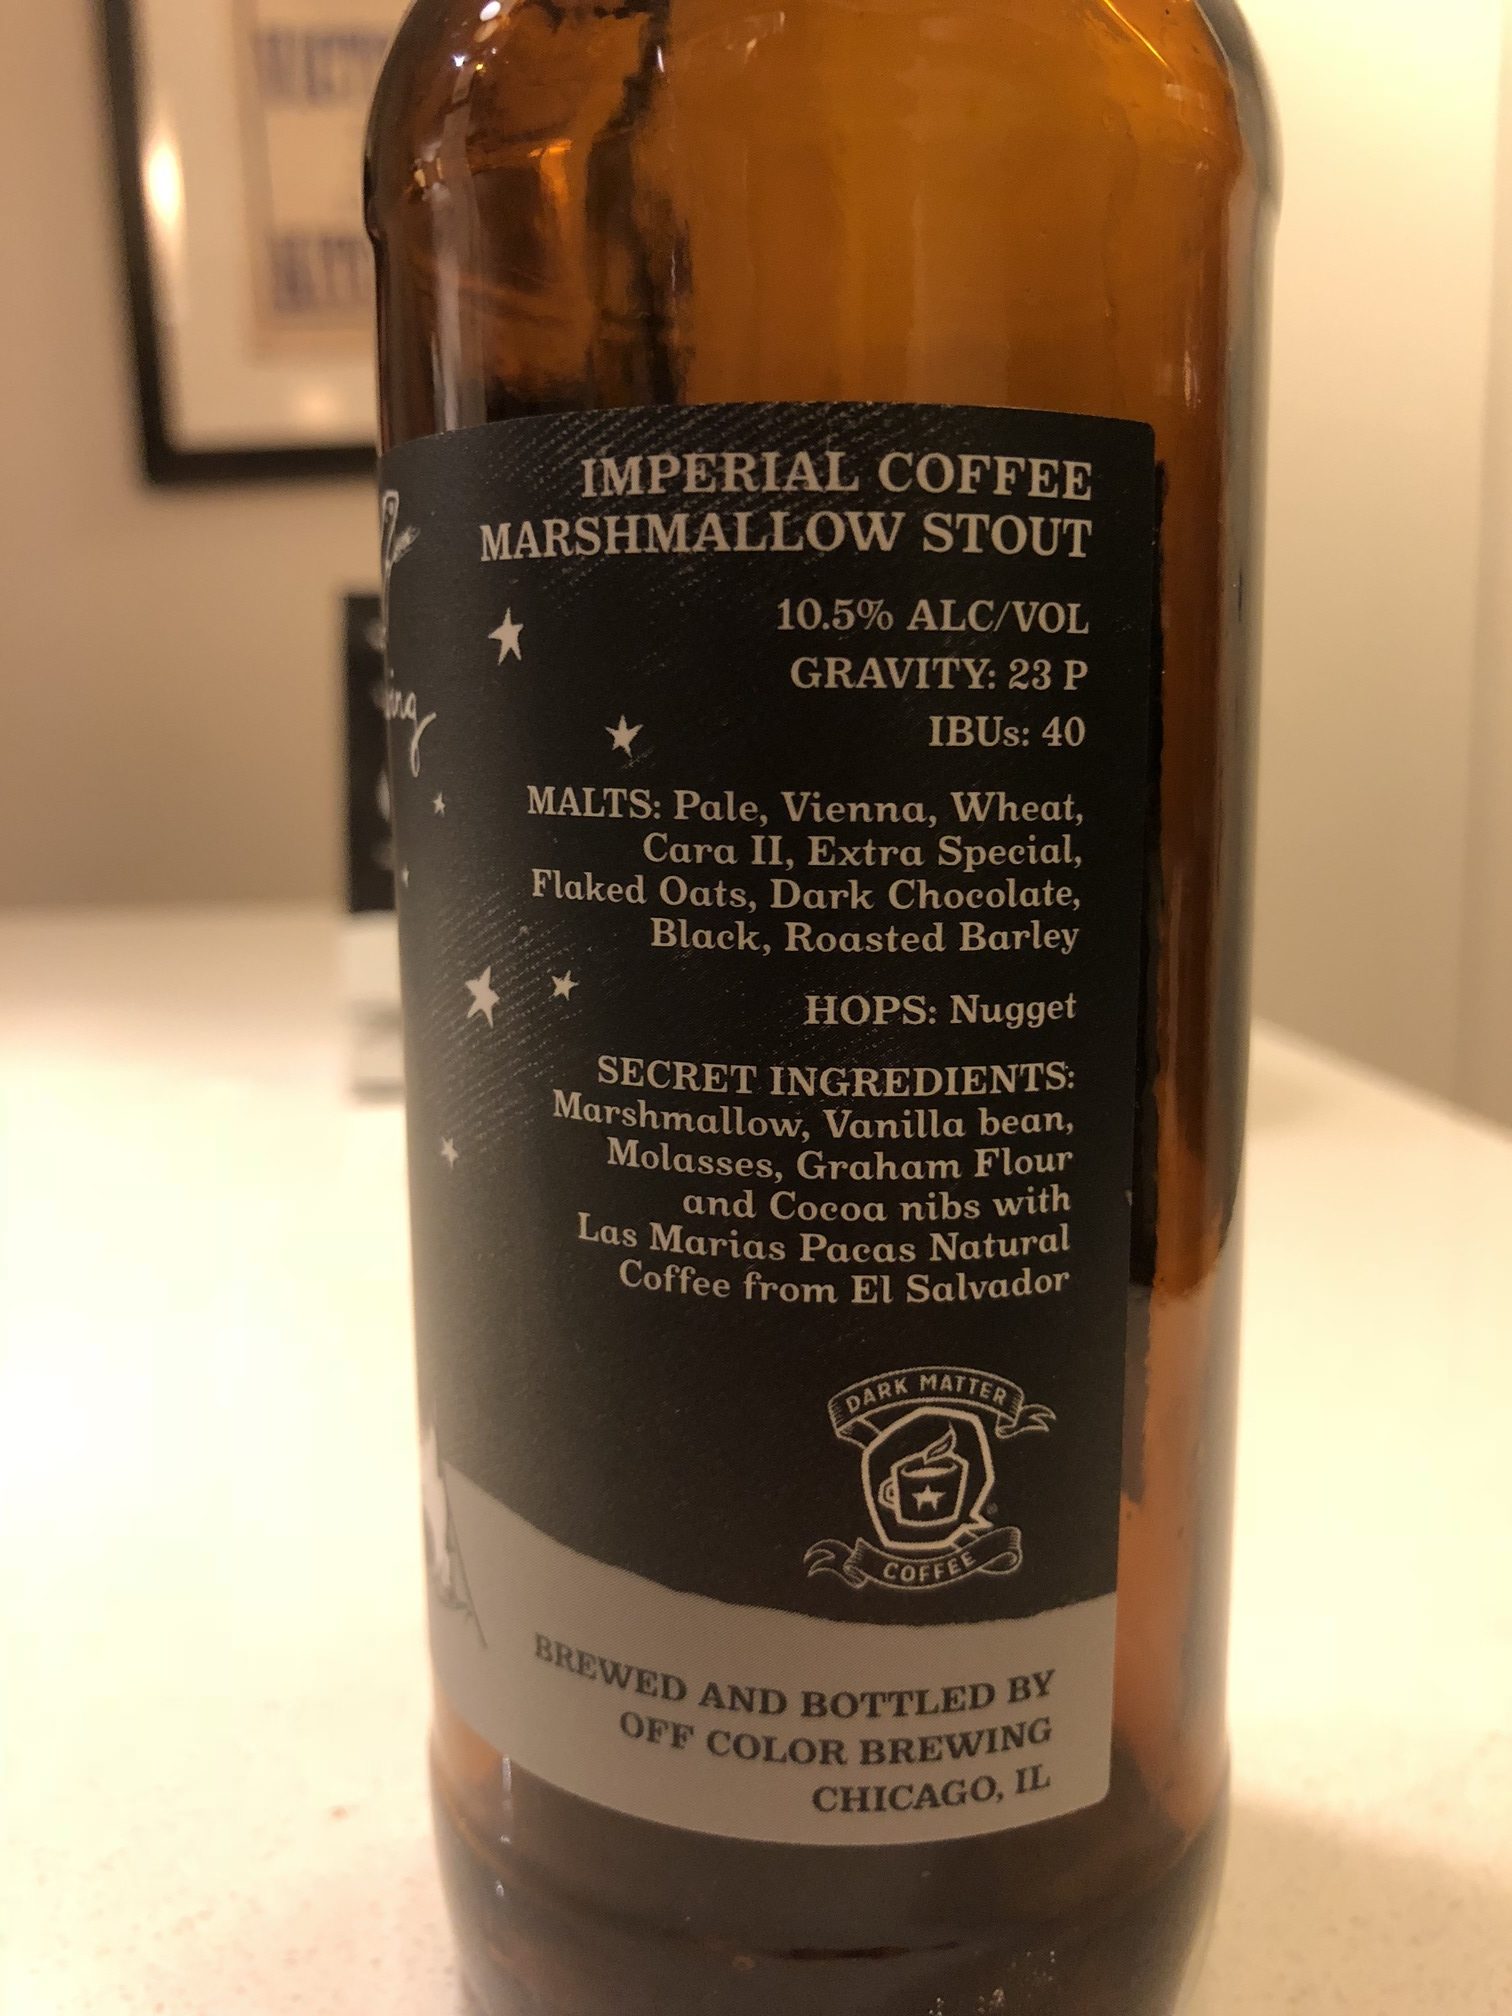 IMPERIAL COFFEE
MARSHMALLOW STOUT
10.5% ALC/VOL
GRAVITY: 23 P
IBUs: 40
MALTS: Pale, Vienna, Wheat,
Cara II, Extra Special,
Flaked Oats, Dark Chocolate,
Black, Roasted Barley
HOPS: Nugget
SECRET INGREDIENTS:
Marshmallow, Vanilla bean,
Molasses, Graham Flour
and Cocoa nibs with
Las Marias Pacas Natural
Coffee from El Salvador
DARK MATTER
COFFEE
BREWED AND BOTTLED BY
OFF COLOR BREWING
CHICAGO, IL